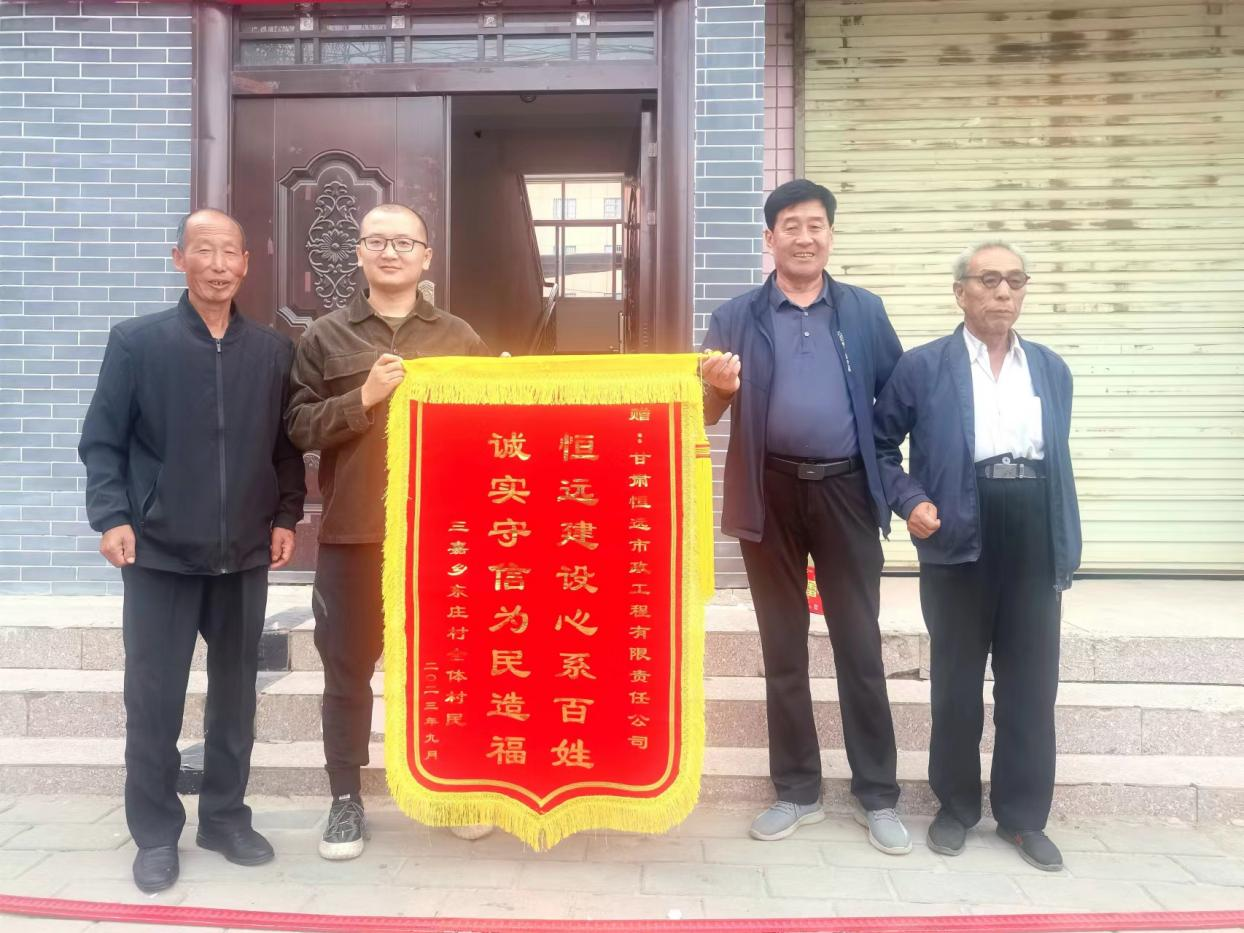 赠：甘肃恒远市政工程有限责任公司
恒远建设心系百姓
诚实守信为民造福
三嘉乡东庄村全体村民
二〇二三年九月